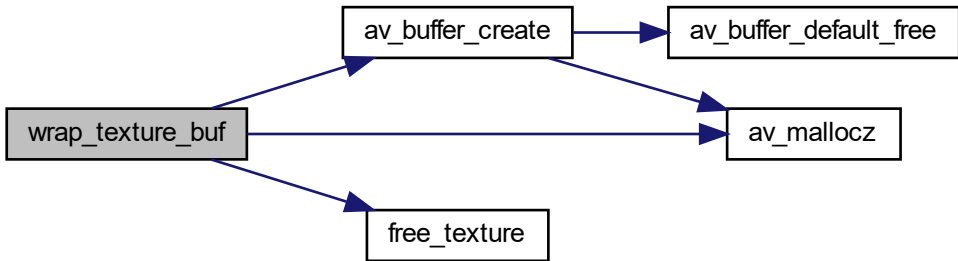 av_buffer_create
av_buffer_default_free
wrap_texture_buf
av_mallocz
free_texture